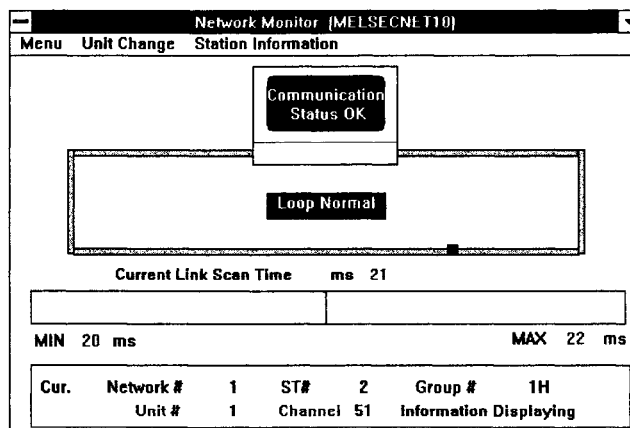 Network Monitor (MELSECNET10)
Menu Unit Change Station Information
Communication
Status OK
Loop Normal
Current Link Scan Time ms 21
MIN 20 ms MAX 22 ms
Cur. Network # 1 ST# 2 Group # 1H
Unit # 1 Channel 51 Information Displaying